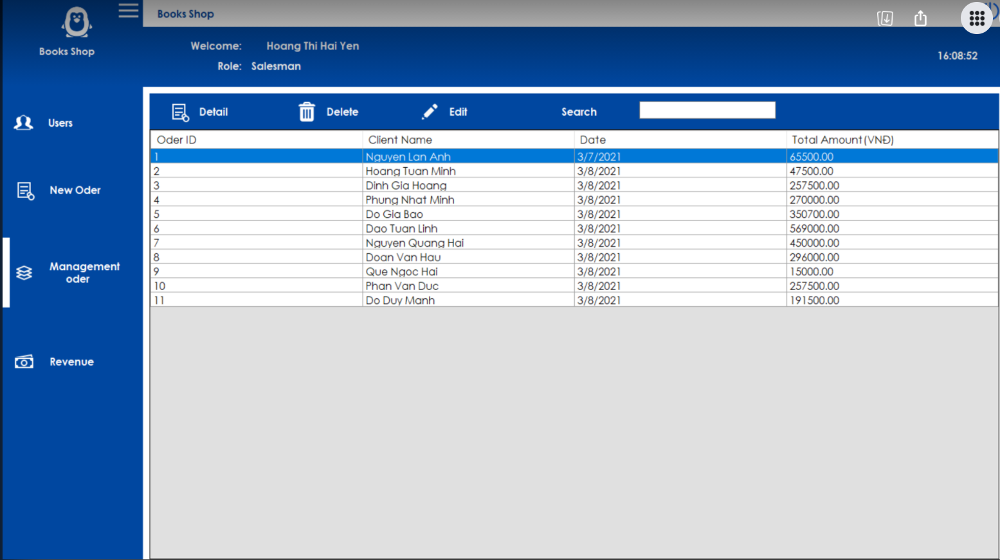 Books Shop
Books Shop
Welcome: Hoang Thi Hai Yen
Role: Salesman
16:08:52
Users
New Oder
Management
oder
Revenue
Detail Delete Edit Search
Oder ID Client Name Date Total Amount(VNĐ)
1 Nguyen Lan Anh 3/7/2021 65500.00
2 Hoang Tuan Minh 3/8/2021 47500.00
3 Dinh Gia Hoang 3/8/2021 257500.00
4 Phung Nhat Minh 3/8/2021 270000.00
5 Do Gia Bao 3/8/2021 350700.00
6 Dao Tuan Linh 3/8/2021 569000.00
7 Nguyen Quang Hai 3/8/2021 450000.00
8 Doan Van Hau 3/8/2021 296000.00
9 Que Ngoc Hai 3/8/2021 15000.00
10 Phan Van Duc 3/8/2021 257500.00
11 Do Duy Manh 3/8/2021 191500.00